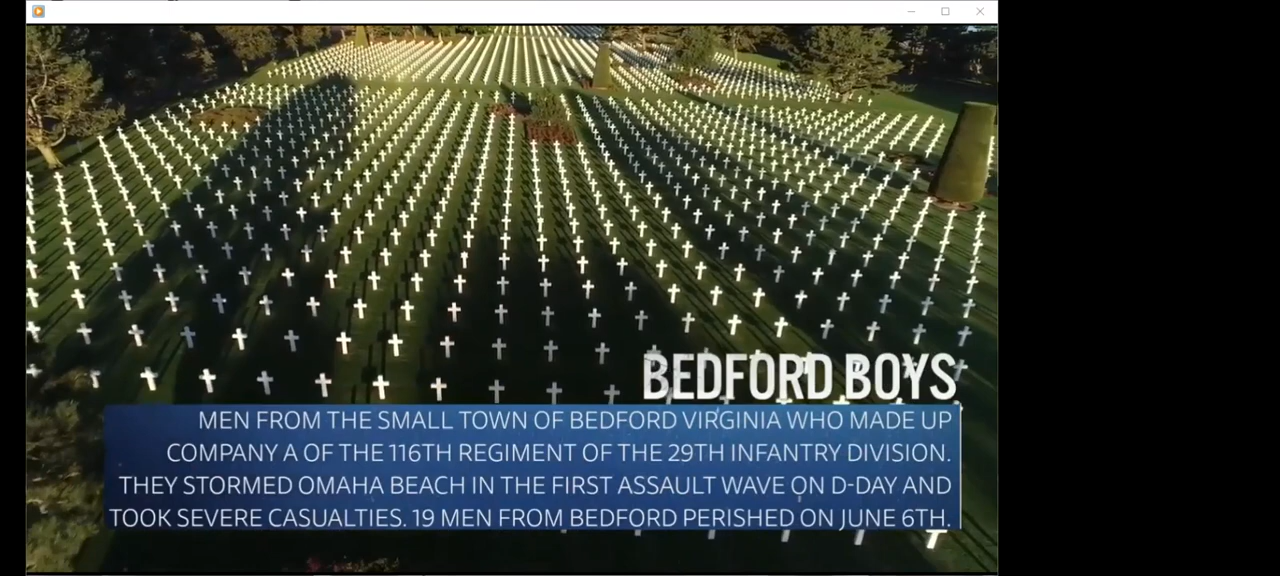 BEDFORD BOYS
MEN FROM THE SMALL TOWN OF BEDFORD VIRGINIA WHO MADE UP
COMPANY A OF THE 116TH REGIMENT OF THE 29TH INFANTRY DIVISION.
THEY STORMED OMAHA BEACH IN THE FIRST ASSAULT WAVE ON D-DAY AND
TOOK SEVERE CASUALTIES. 19 MEN FROM BEDFORD PERISHED ON JUNE 6TH.